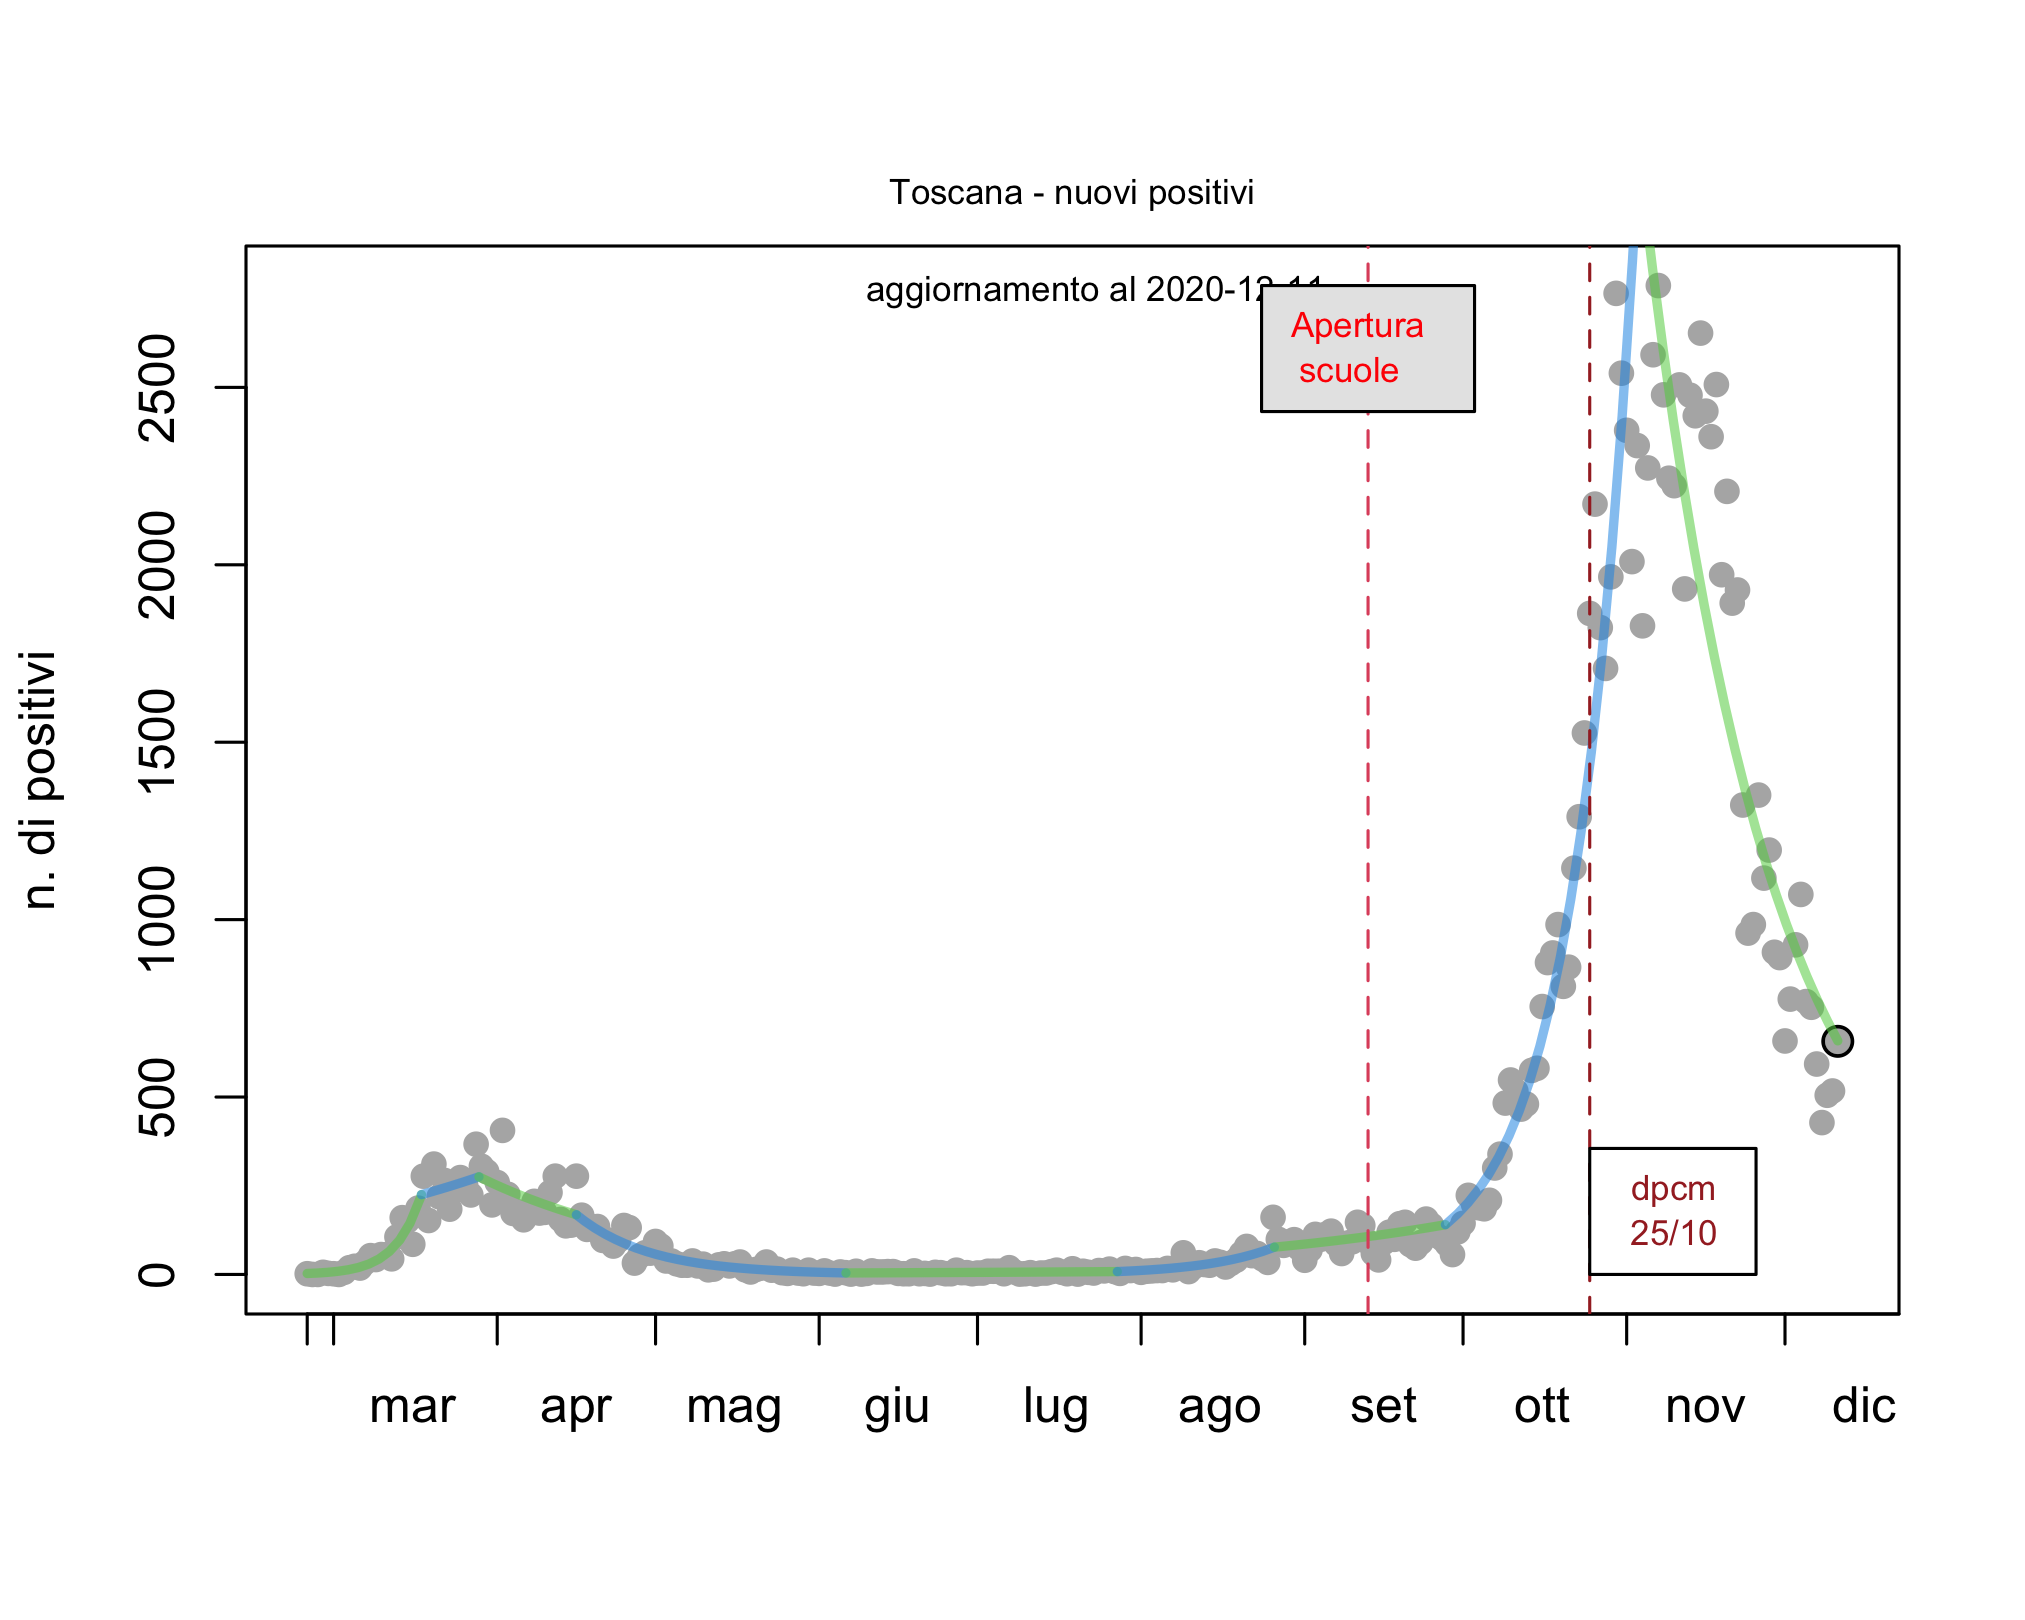 Toscana - nuovi positivi
aggiornamento al 2020-12-11
Apertura
scuole
n. di positivi
2500
2000
1500
1000
500
0
dpcm
25/10
mar apr mag giu lug ago set ott nov dic